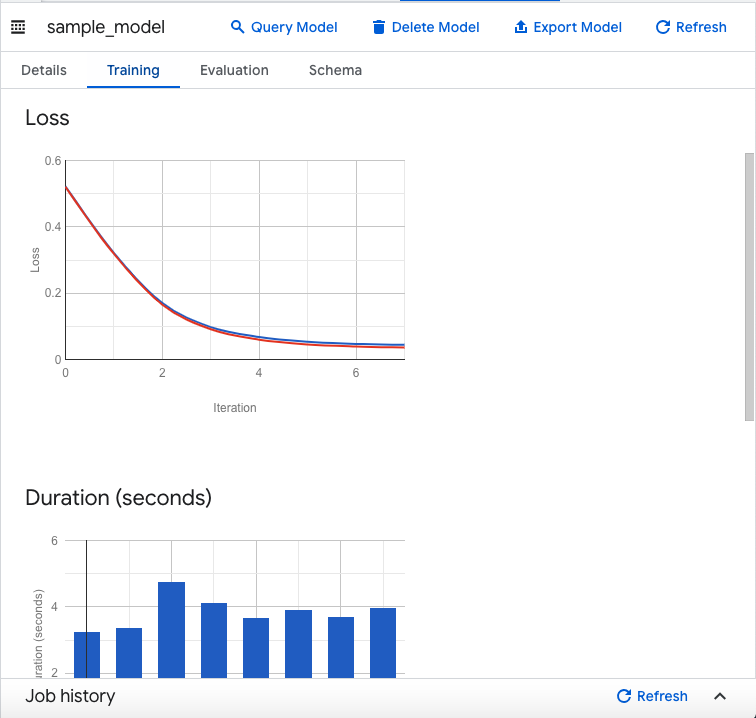 sample_model Query Model Delete Model Export Model Refresh
Details Training Evaluation Schema
Loss
0.6
0.4
0.2
0
Loss
0 2 4 6
Iteration
Duration (seconds)
6
4
2
uration (seconds)
Job history Refresh